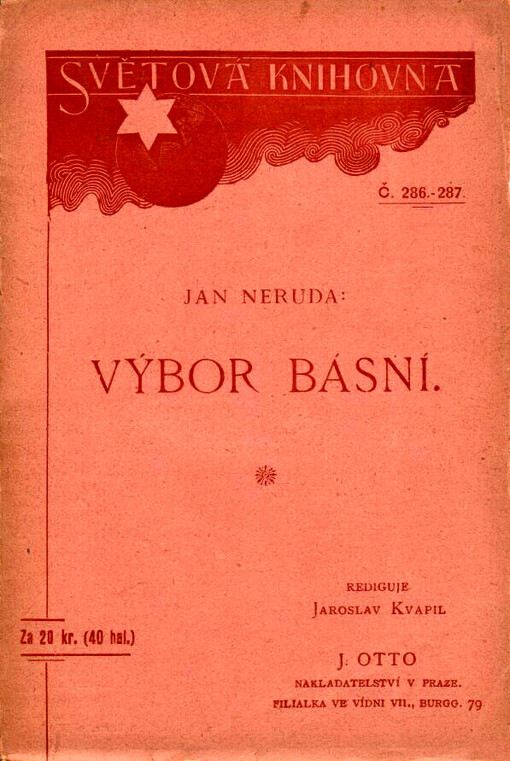 SVĚTOVÁ KNIHOVNA
Č. 286.-287.
JAN NERUDA:
VÝBOR BÁSNÍ.
REDIGUJE
JAROSLAV KVAPIL
Za 20 kr. (40 hal.)
J. OTTO
NAKLADATELSTVÍ V PRAZE.
FILIALKA VE VÍDNI VII., BURGG. 79